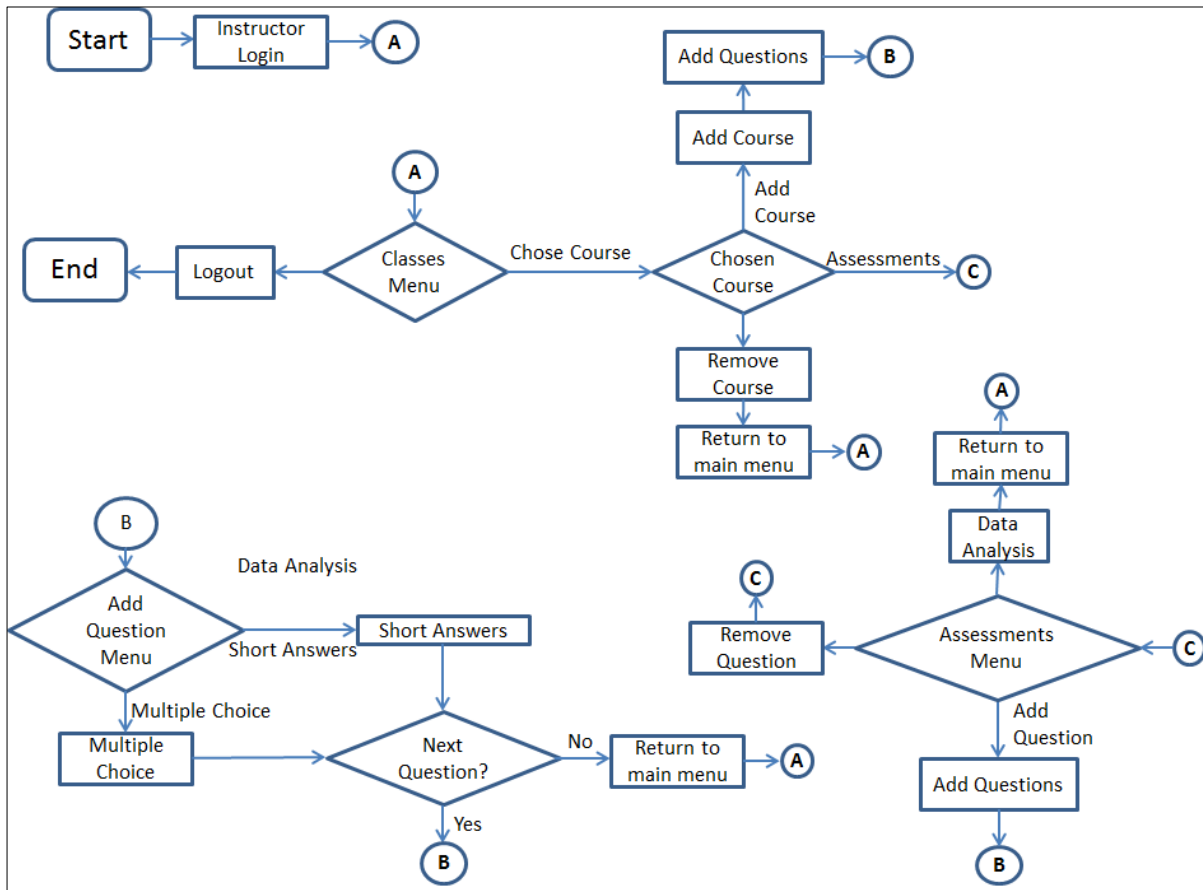 Start
Instructor
Login
A
Add Questions
B
Add Course
A
Add
Course
End
Logout
Classes
Menu
Chose Course
Chosen
Course
Assessments
C
Remove
Course
Return to
main menu
A
A
Return to
main menu
Data
Analysis
C
Remove
Question
Assessments
Menu
C
Add
Question
Add Questions
B
B
Data Analysis
Add
Question
Menu
Short Answers
Short Answers
Multiple Choice
Multiple
Choice
Next
Question?
No
Return to
main menu
A
Yes
B